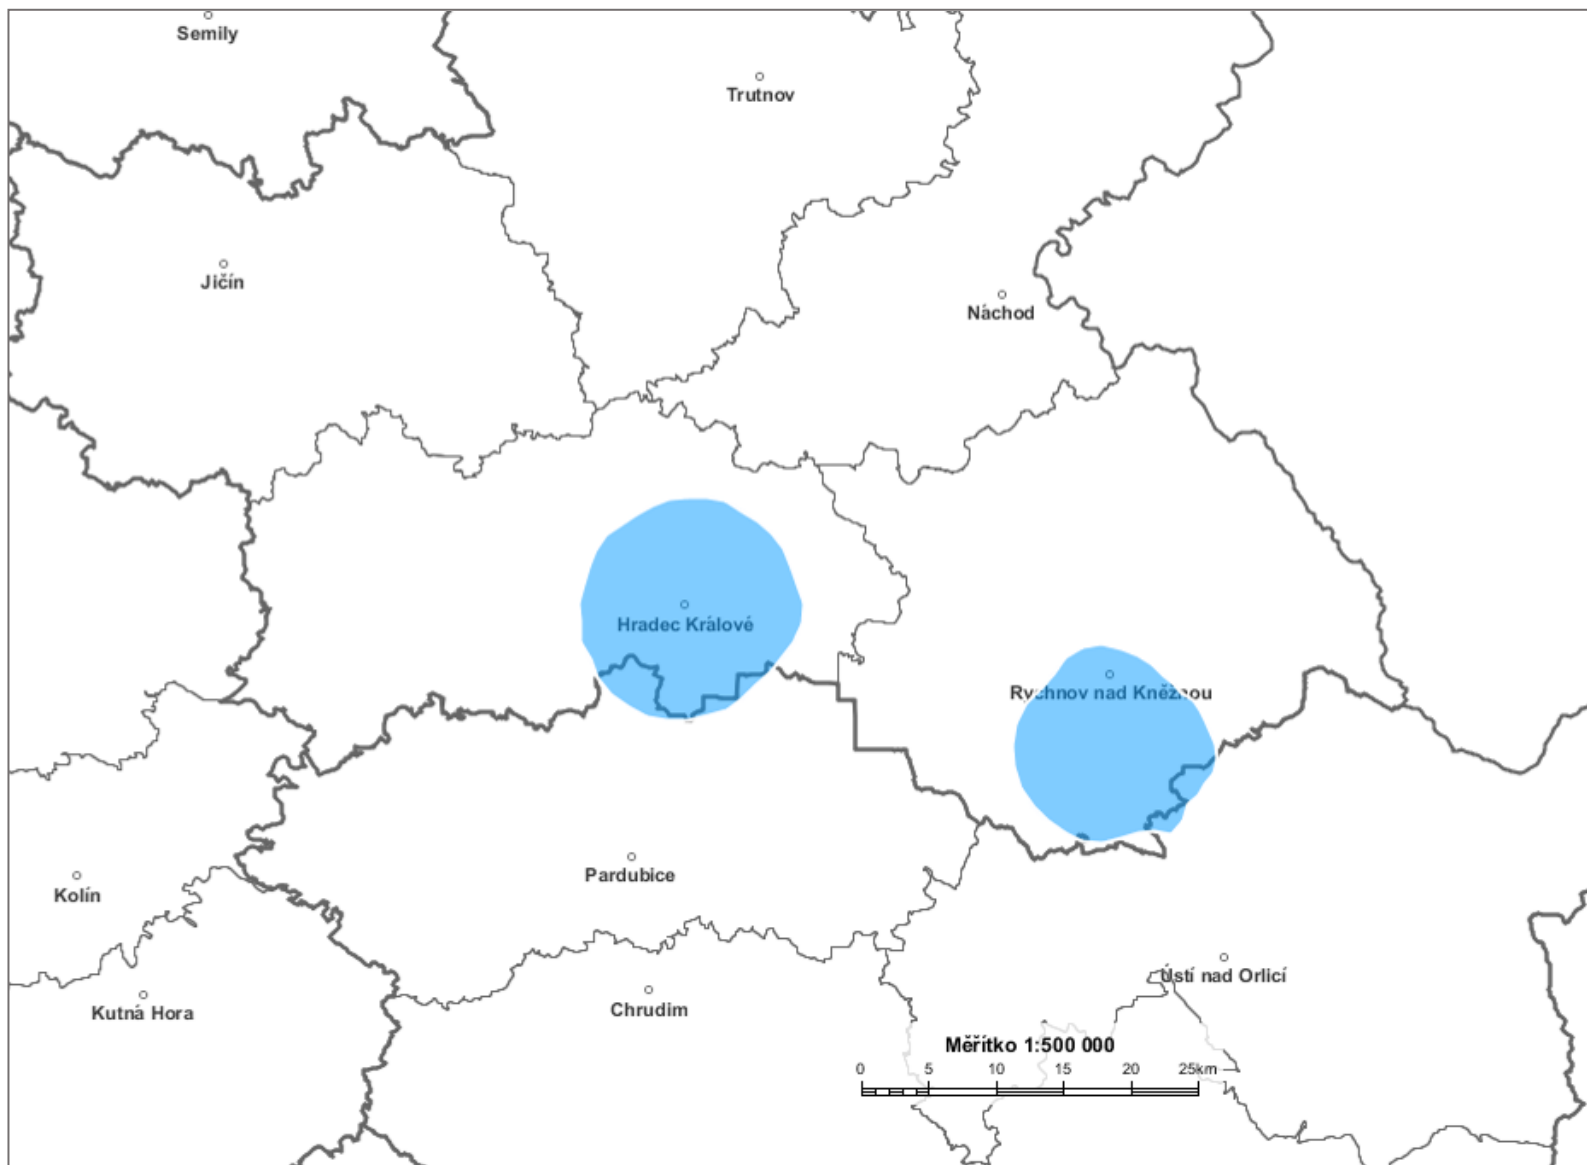 Semily
Trutnov
Jičín
Náchod
Hradec Králové
Rychnov nad Kněžnou
Pardubice
Kolín
Ústí nad Orlicí
Kutná Hora
Chrudim
Měřítko 1:500 000
0 5 10 15 20 25km